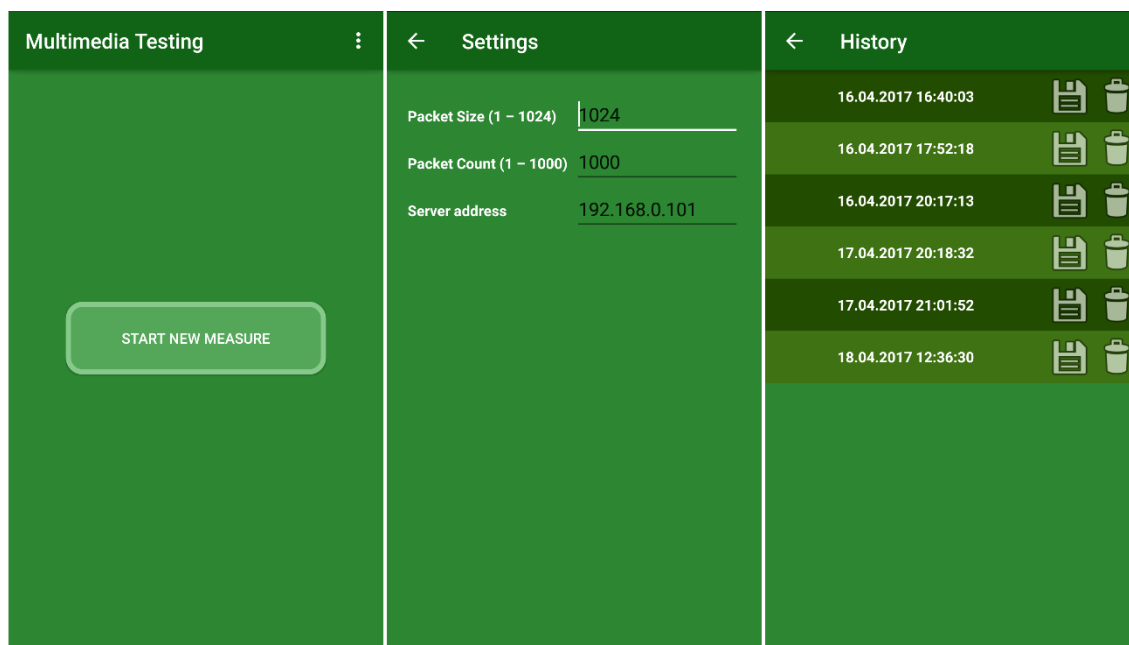 Multimedia Testing
START NEW MEASURE
Settings
Packet Size (1 – 1024) 1024
Packet Count (1 – 1000) 1000
Server address 192.168.0.101
History
16.04.2017 16:40:03
16.04.2017 17:52:18
16.04.2017 20:17:13
17.04.2017 20:18:32
17.04.2017 21:01:52
18.04.2017 12:36:30